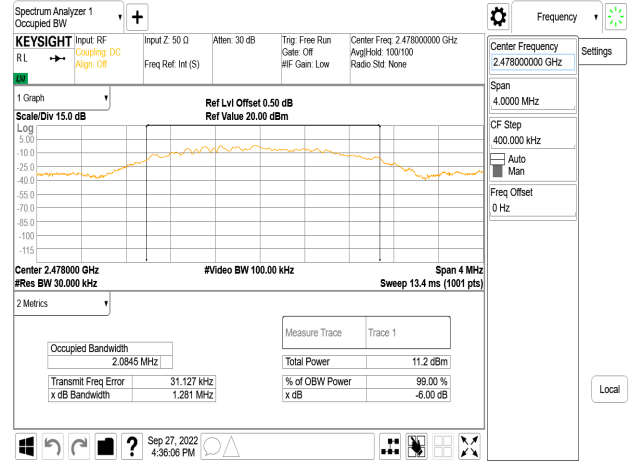 Spectrum Analyzer 1
Occupied BW
Frequency
KEYSIGHT
RL
LXI
Input: RF
Coupling: DC
Align: Off
Input Z: 50 Ω
Freq Ref: Int (S)
Atten: 30 dB
Trig: Free Run
Gate: Off
#IF Gain: Low
Center Freq: 2.478000000 GHz
Avg|Hold: 100/100
Radio Std: None
Center Frequency
2.478000000 GHz
Settings
Span
4.0000 MHz
CF Step
400.000 kHz
Auto
Man
Freq Offset
0 Hz
Local
1 Graph
Scale/Div 15.0 dB
Ref Lvl Offset 0.50 dB
Ref Value 20.00 dBm
Log
5.00
-10.0
-25.0
-40.0
-55.0
-70.0
-85.0
-100
-115
Center 2.478000 GHz
#Video BW 100.00 kHz
Span 4 MHz
#Res BW 30.000 kHz
Sweep 13.4 ms (1001 pts)
2 Metrics
Measure Trace
Trace 1
Occupied Bandwidth
2.0845 MHz
Total Power
11.2 dBm
Transmit Freq Error
31.127 kHz
% of OBW Power
99.00 %
x dB Bandwidth
1.281 MHz
x dB
-6.00 dB
?
Sep 27, 2022
4:36:06 PM